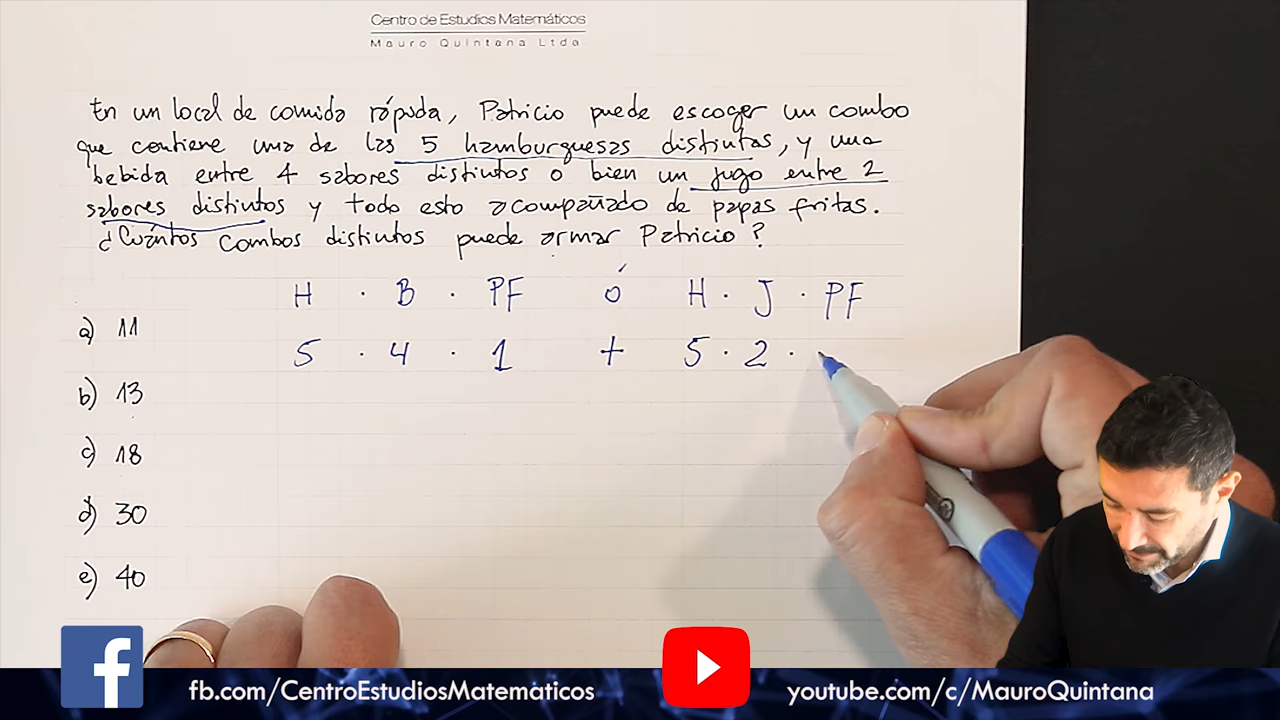 Centro de Estudios Matemáticos
Mauro Quintana Ltda
En un local de comida rápida, Patricio puede escoger un combo
que contiene una de las 5 hamburguesas distintas, y una
bebida entre 4 sabores distintos o bien un jugo entre 2
sabores distintos y todo esto acompañado de papas fritas.
¿Cuántos combos distintos puede armar Patricio?
H · B · PF ó H · J · PF
5 · 4 · 1 + 5 · 2 ·
a) 11
b) 13
c) 18
d) 30
e) 40
fb.com/CentroEstudiosMatemáticos
youtube.com/c/MauroQuintana